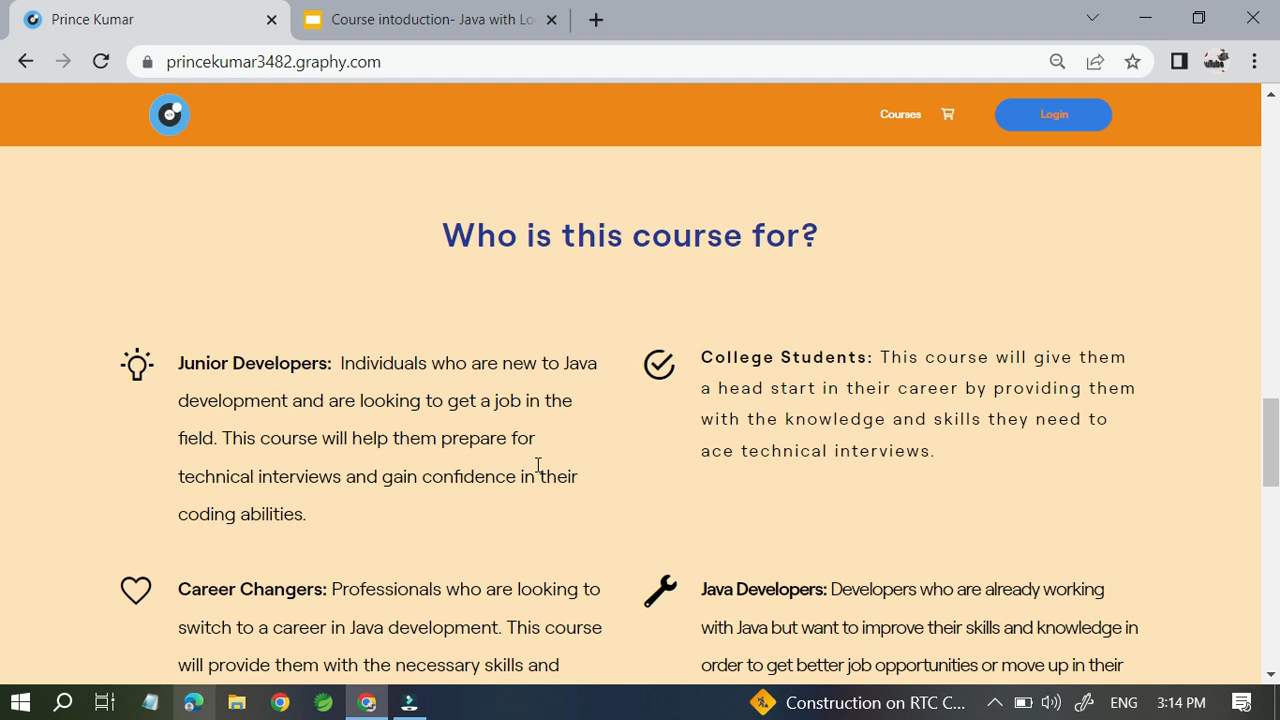 Prince Kumar
Course intoduction- Java with Lo
princekumar3482.graphy.com
Courses
Login
Who is this course for?
Junior Developers: Individuals who are new to Java
development and are looking to get a job in the
field. This course will help them prepare for
technical interviews and gain confidence in their
coding abilities.
College Students: This course will give them
a head start in their career by providing them
with the knowledge and skills they need to
ace technical interviews.
Career Changers: Professionals who are looking to
switch to a career in Java development. This course
will provide them with the necessary skills and
Java Developers: Developers who are already working
with Java but want to improve their skills and knowledge in
order to get better job opportunities or move up in their
Construction on RTC C...
ENG
3:14 PM